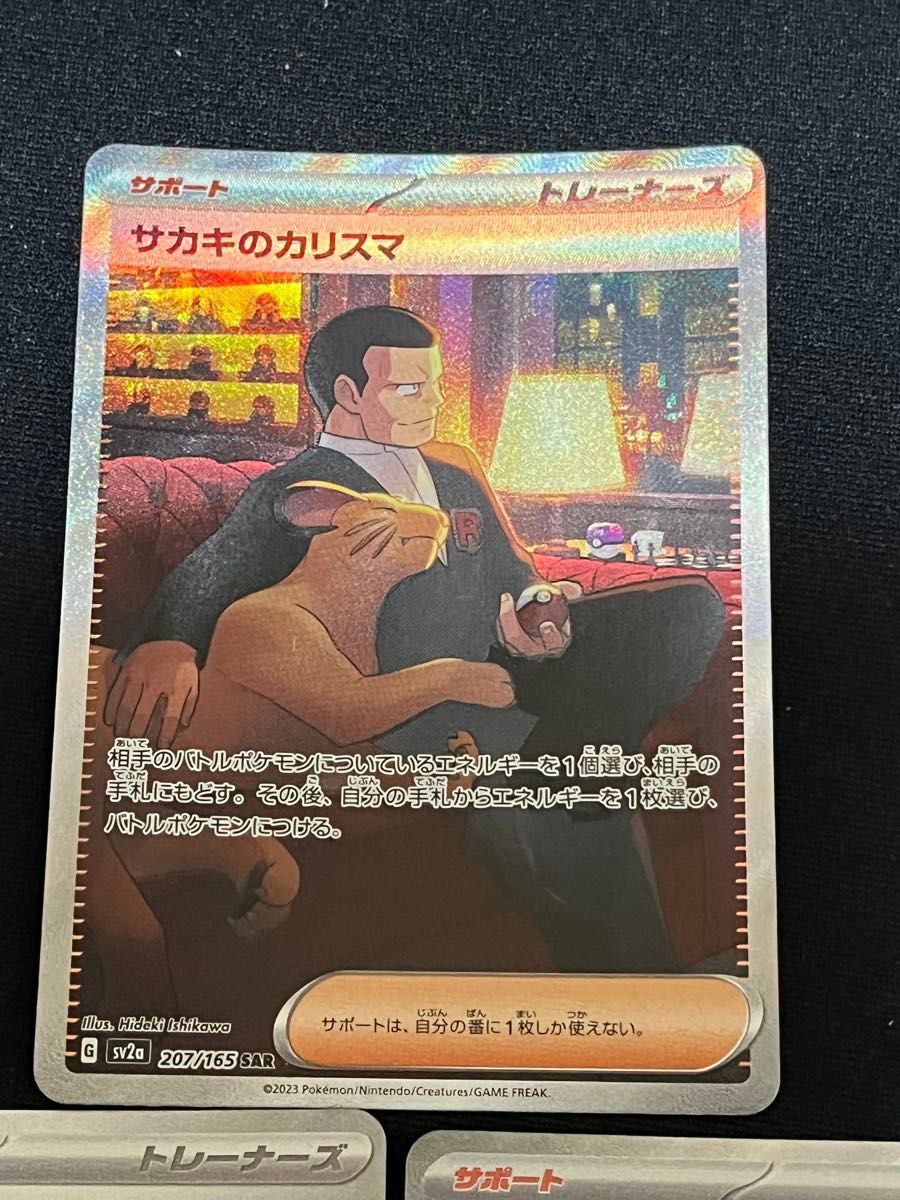 サポート
トレーナーズ
サカキのカリスマ
R
相手のバトルポケモンについているエネルギーを1個選び、相手の
手札にもどす。その後、自分の手札からエネルギーを1枚選び、
バトルポケモンにつける。
Illus. Hideki Ishikawa
サポートは、自分の番に1枚しか使えない。
G sv2a 207/165 SAR
©2023 Pokémon/Nintendo/Creatures/GAME FREAK.
トレーナーズ
サポート